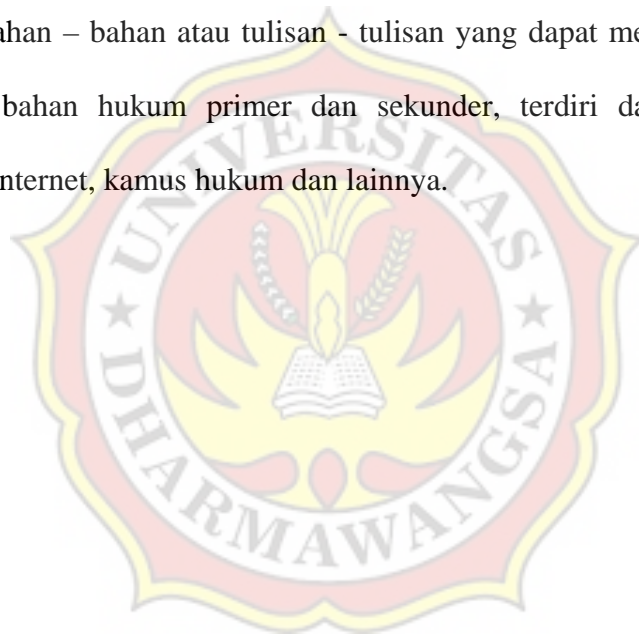 ahan – bahan atau tulisan - tulisan yang dapat me
bahan hukum primer dan sekunder, terdiri da
nternet, kamus hukum dan lainnya.
UNIVERSITAS
DHARMAWANGSA